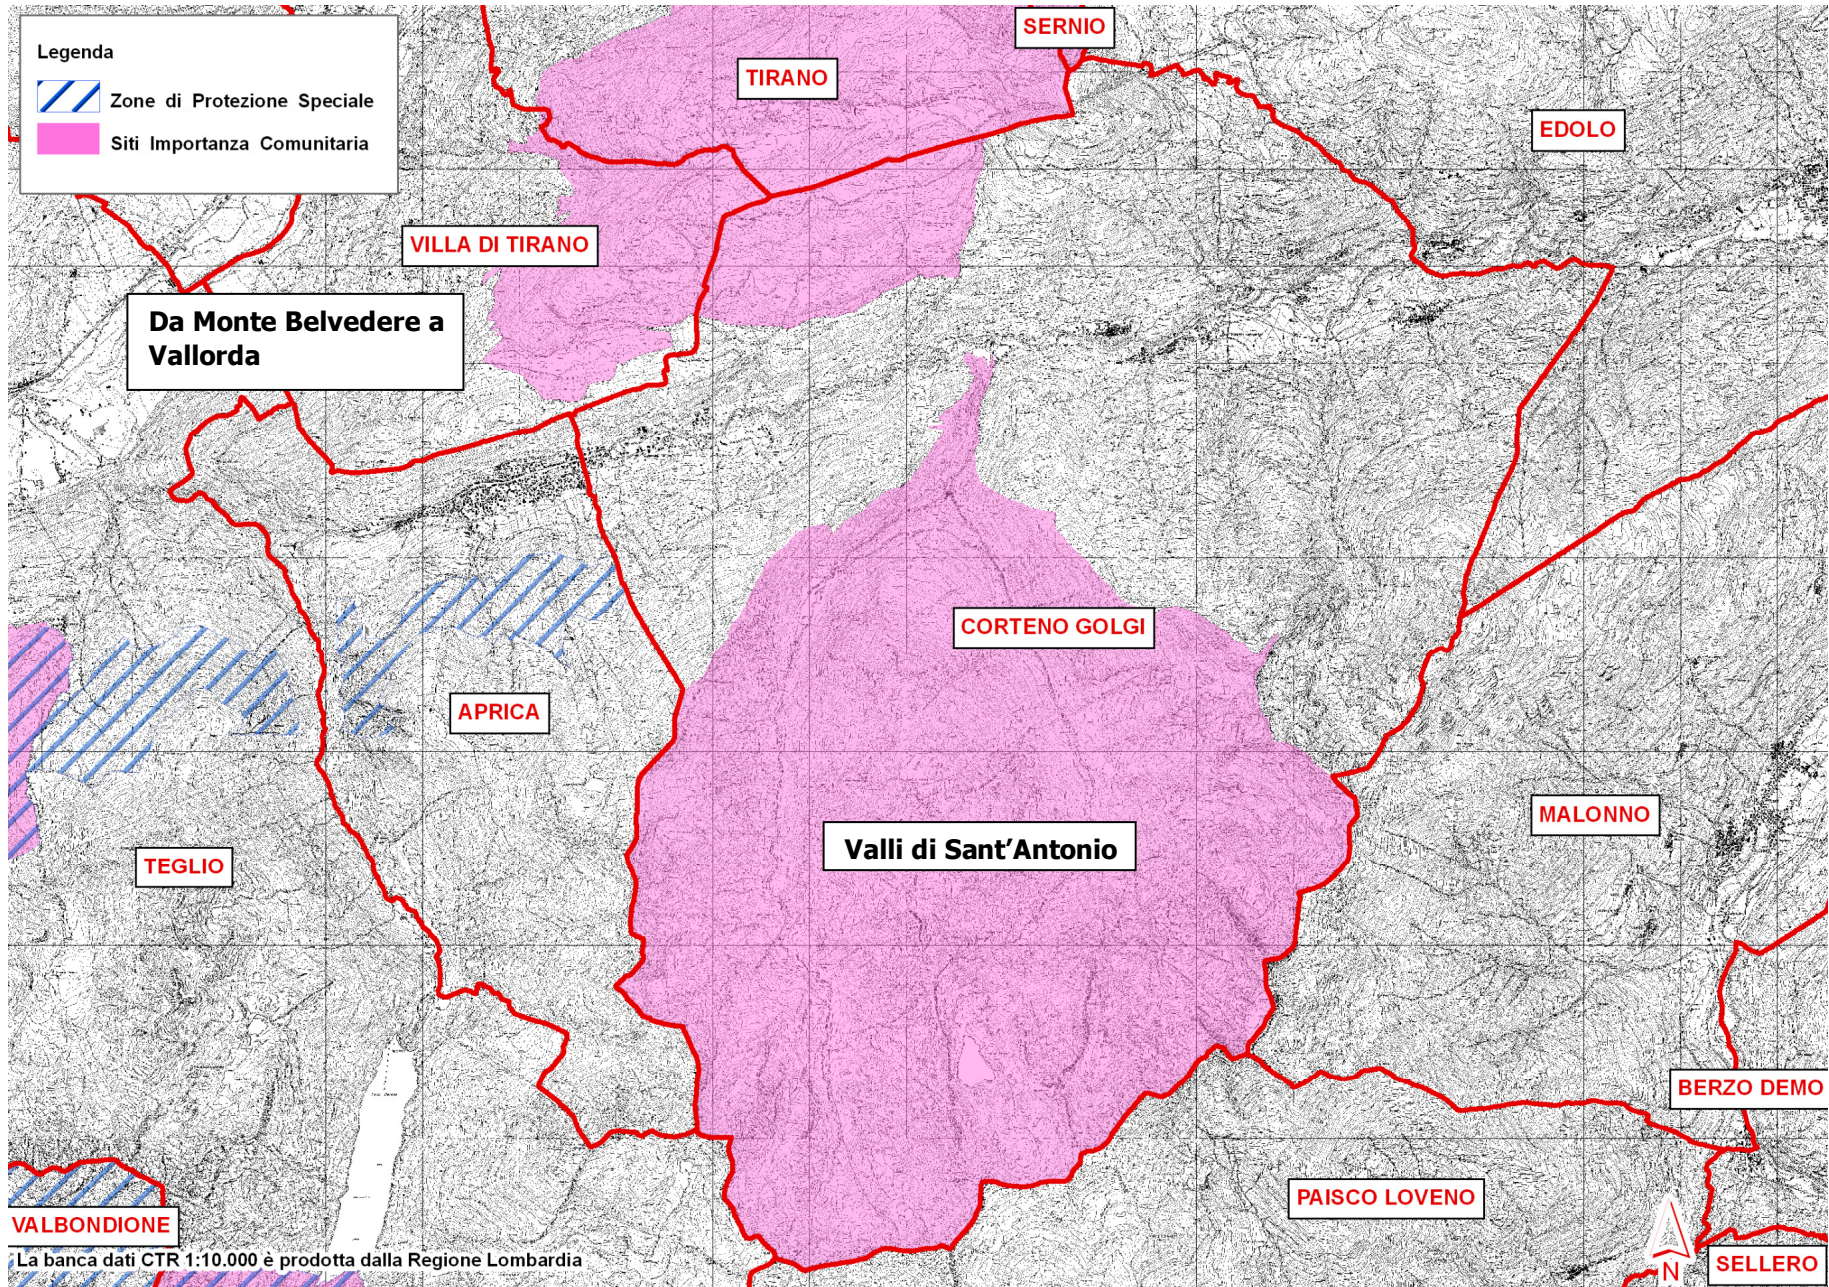 Legenda
Zone di Protezione Speciale
Siti Importanza Comunitaria
SERNIO
TIRANO
EDOLO
VILLA DI TIRANO
Da Monte Belvedere a
Vallorda
CORTENO GOLGI
APRICA
MALONNO
Valli di Sant'Antonio
TEGLIO
BERZO DEMO
PAISCO LOVENO
VALBONDIONE
La banca dati CTR 1:10.000 è prodotta dalla Regione Lombardia
SELLERO
N